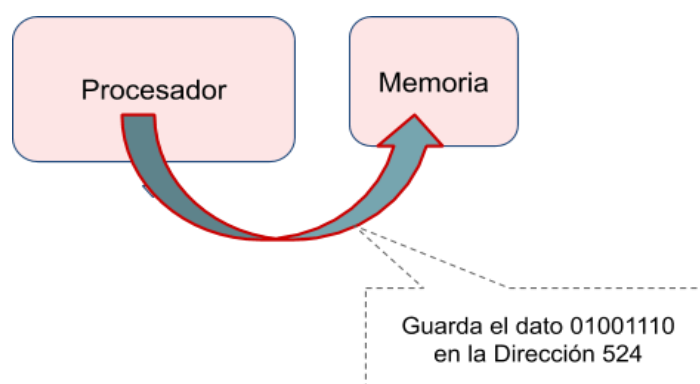 Procesador
Memoria
Guarda el dato 01001110
en la Dirección 524